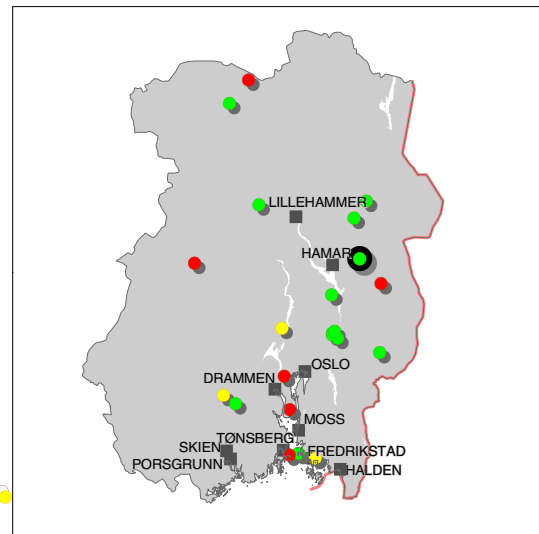 LILLEHAMMER
HAMAR
OSLO
DRAMMEN
MOSS
TØNSBERG
SKIEN
FREDRIKSTAD
PORSGRUNN
HALDEN